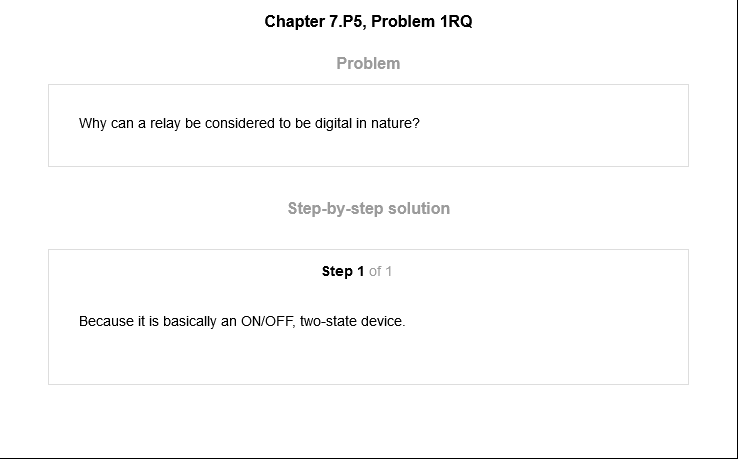 Chapter 7.P5, Problem 1RQ
Problem
Why can a relay be considered to be digital in nature?
Step-by-step solution
Step 1 of 1
Because it is basically an ON/OFF, two-state device.